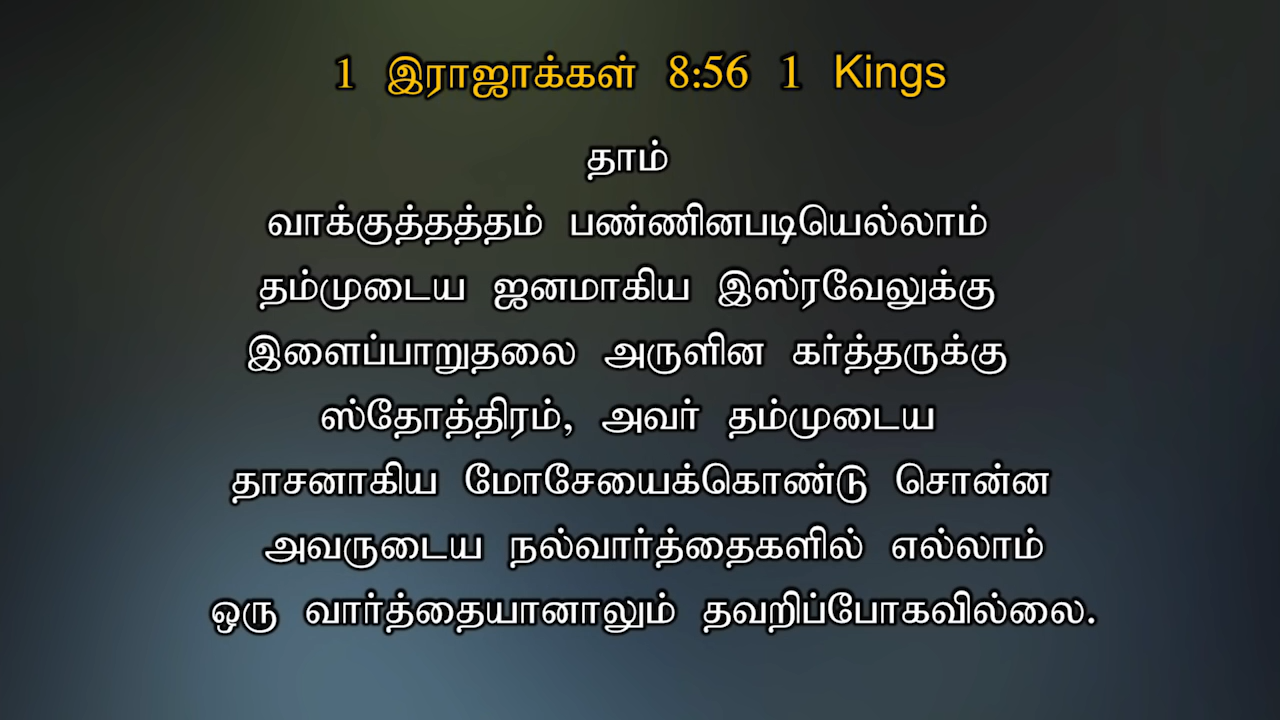 1 இராஜாக்கள் 8:56 1 Kings
தாம்
வாக்குத்தத்தம் பண்ணினபடியெல்லாம்
தம்முடைய ஜனமாகிய இஸ்ரவேலுக்கு
இளைப்பாறுதலை அருளின கர்த்தருக்கு
ஸ்தோத்திரம், அவர் தம்முடைய
தாசனாகிய மோசேயைக்கொண்டு சொன்ன
அவருடைய நல்வார்த்தைகளில் எல்லாம்
ஒரு வார்த்தையானாலும் தவறிப்போகவில்லை.